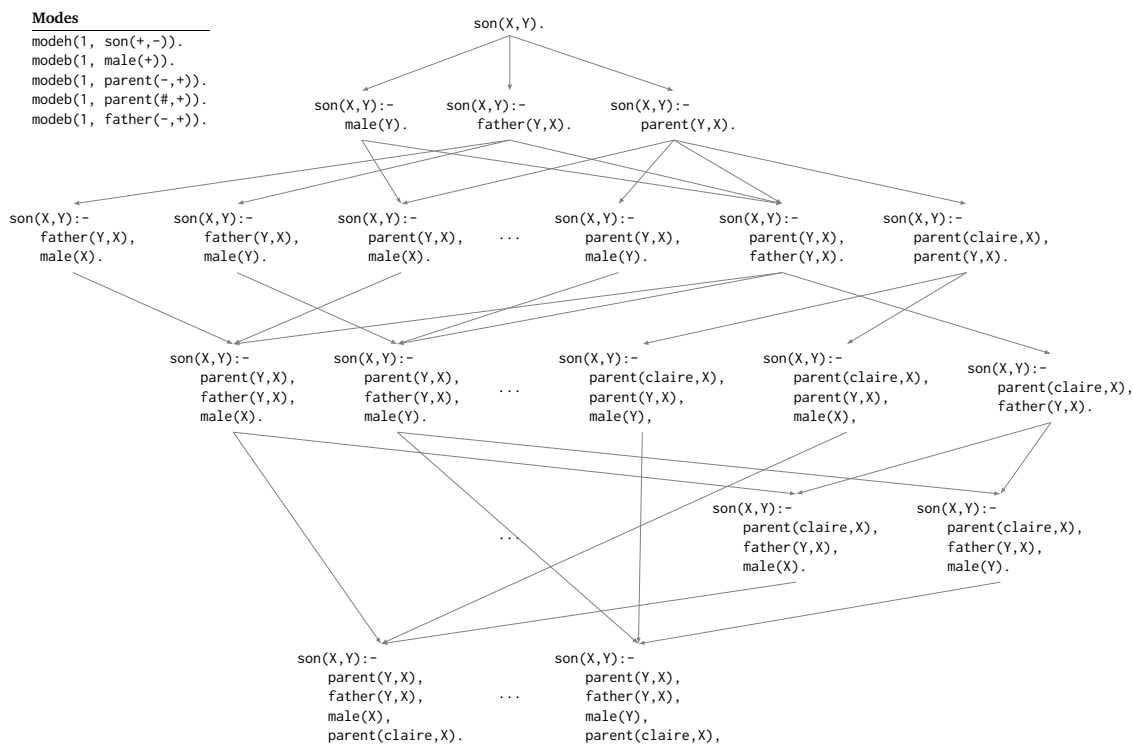 Modes
modeh(1, son(+,-)).
modeb(1, male(+)).
modeb(1, parent(-,+)).
modeb(1, parent(#,+)).
modeb(1, father(-,+)).
son(X,Y).
son(X,Y):-
male(Y).
son(X,Y):-
father(Y,X).
son(X,Y):-
parent(Y,X).
son(X,Y):-
father(Y,X),
male(X).
son(X,Y):-
father(Y,X),
male(Y).
son(X,Y):-
parent(Y,X),
male(X).
...
son(X,Y):-
parent(Y,X),
male(Y).
son(X,Y):-
parent(Y,X),
father(Y,X).
son(X,Y):-
parent(claire,X),
parent(Y,X).
son(X,Y):-
parent(Y,X),
father(Y,X),
male(X).
son(X,Y):-
parent(Y,X),
father(Y,X),
male(Y).
...
son(X,Y):-
parent(claire,X),
parent(Y,X),
male(Y),
son(X,Y):-
parent(claire,X),
parent(Y,X),
male(X),
son(X,Y):-
parent(claire,X),
father(Y,X).
...
son(X,Y):-
parent(claire,X),
father(Y,X),
male(X).
son(X,Y):-
parent(claire,X),
father(Y,X),
male(Y).
son(X,Y):-
parent(Y,X),
father(Y,X),
male(X),
parent(claire,X).
...
son(X,Y):-
parent(Y,X),
father(Y,X),
male(Y),
parent(claire,X),